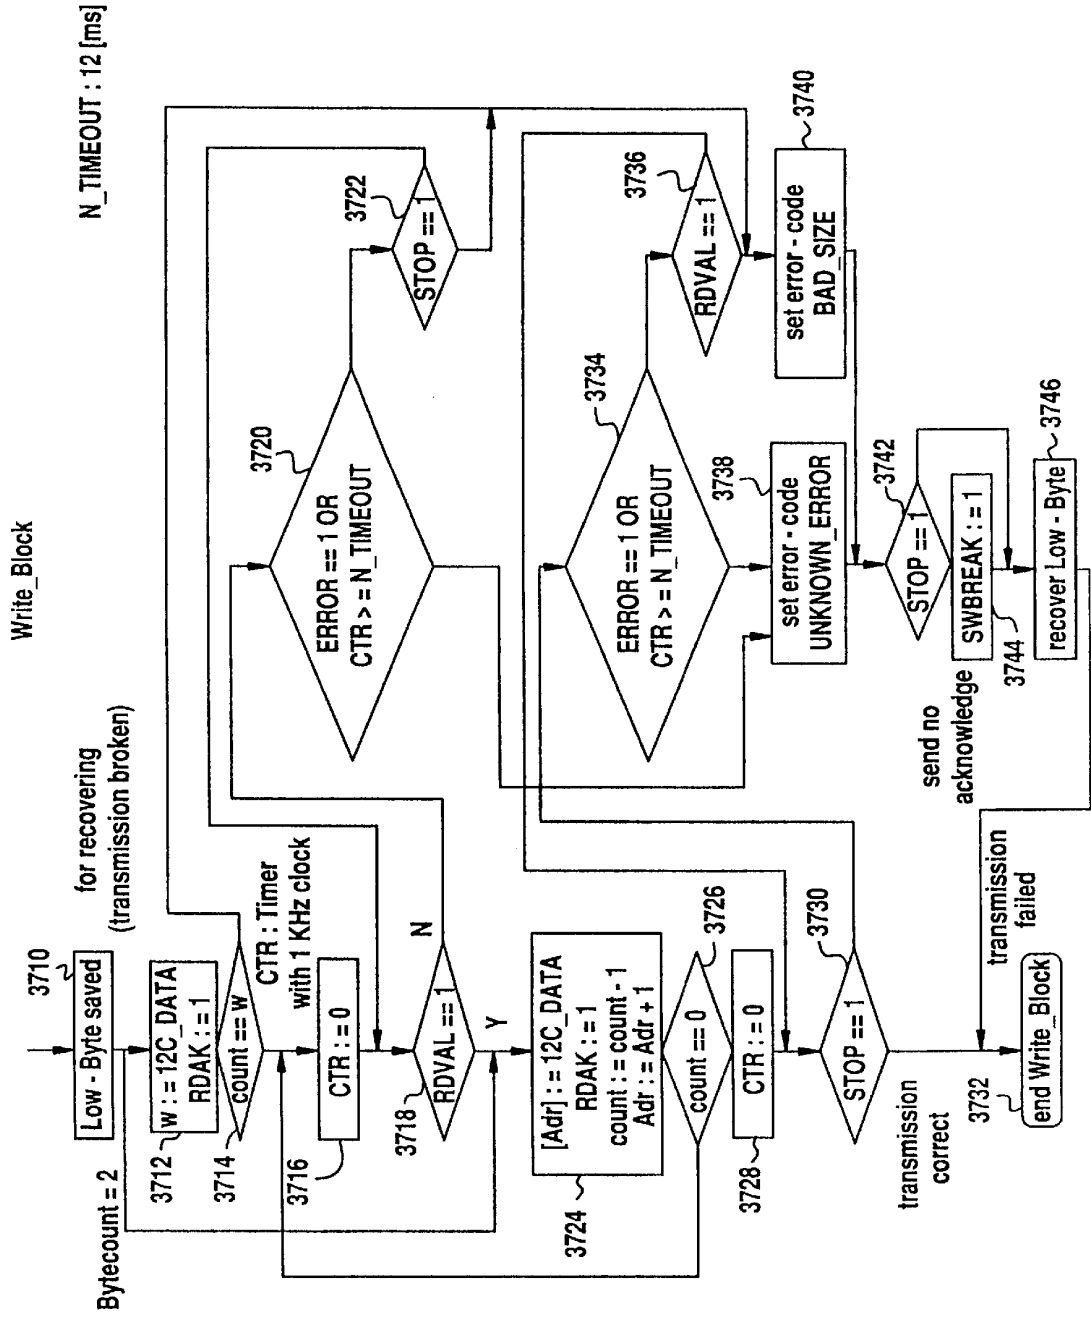 Write_Block
N_TIMEOUT : 12 [ms]
for recovering
(transmission broken)
3710
Low - Byte saved
Bytecount = 2
3712
w : = 12C_DATA
RDAK : = 1
3714
count == w
CTR : Timer
with 1 KHz clock
3716
CTR : = 0
3718
RDVAL == 1
N
Y
3720
ERROR == 1 OR
CTR > = N_TIMEOUT
3722
STOP == 1
3724
[Adr] : = 12C_DATA
RDAK : = 1
count : = count - 1
Adr : = Adr + 1
3726
count == 0
3728
CTR : = 0
3730
STOP == 1
3734
ERROR == 1 OR
CTR > = N_TIMEOUT
3736
RDVAL == 1
3738
set error - code
UNKNOWN_ERROR
3740
set error - code
BAD_SIZE
3742
STOP == 1
send no
acknowledge
3744
SWBREAK : = 1
3746
recover Low - Byte
transmission
correct
transmission
failed
3732
end Write_Block